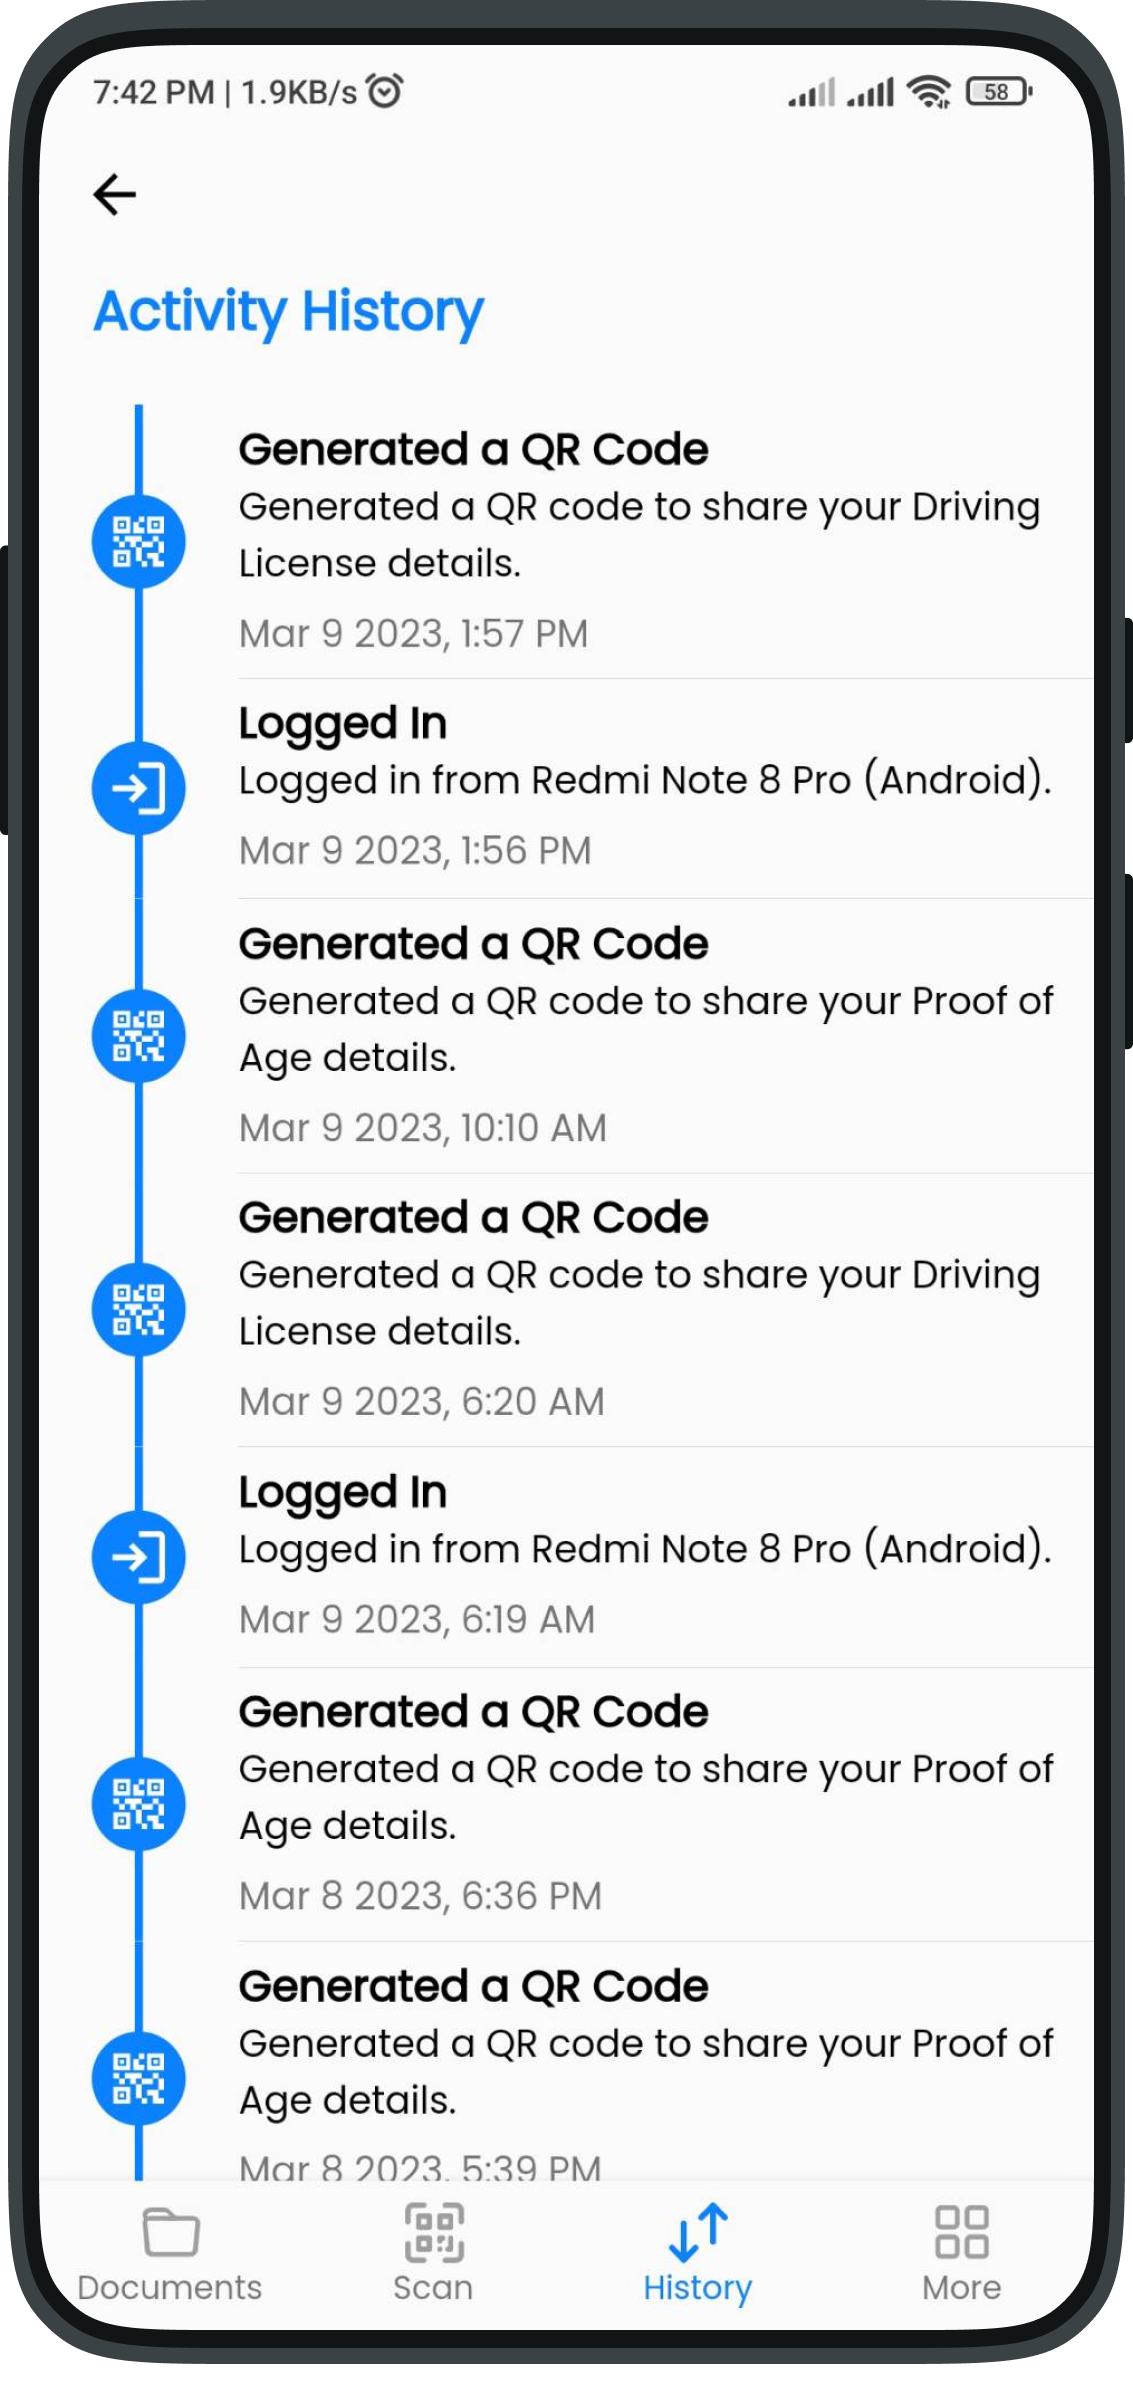 7:42 PM | 1.9KB/s
58
Activity History
Generated a QR Code
Generated a QR code to share your Driving
License details.
Mar 9 2023, 1:57 PM
Logged In
Logged in from Redmi Note 8 Pro (Android).
Mar 9 2023, 1:56 PM
Generated a QR Code
Generated a QR code to share your Proof of
Age details.
Mar 9 2023, 10:10 AM
Generated a QR Code
Generated a QR code to share your Driving
License details.
Mar 9 2023, 6:20 AM
Logged In
Logged in from Redmi Note 8 Pro (Android).
Mar 9 2023, 6:19 AM
Generated a QR Code
Generated a QR code to share your Proof of
Age details.
Mar 8 2023, 6:36 PM
Generated a QR Code
Generated a QR code to share your Proof of
Age details.
Mar 8 2023, 5:39 PM
Documents
Scan
History
More